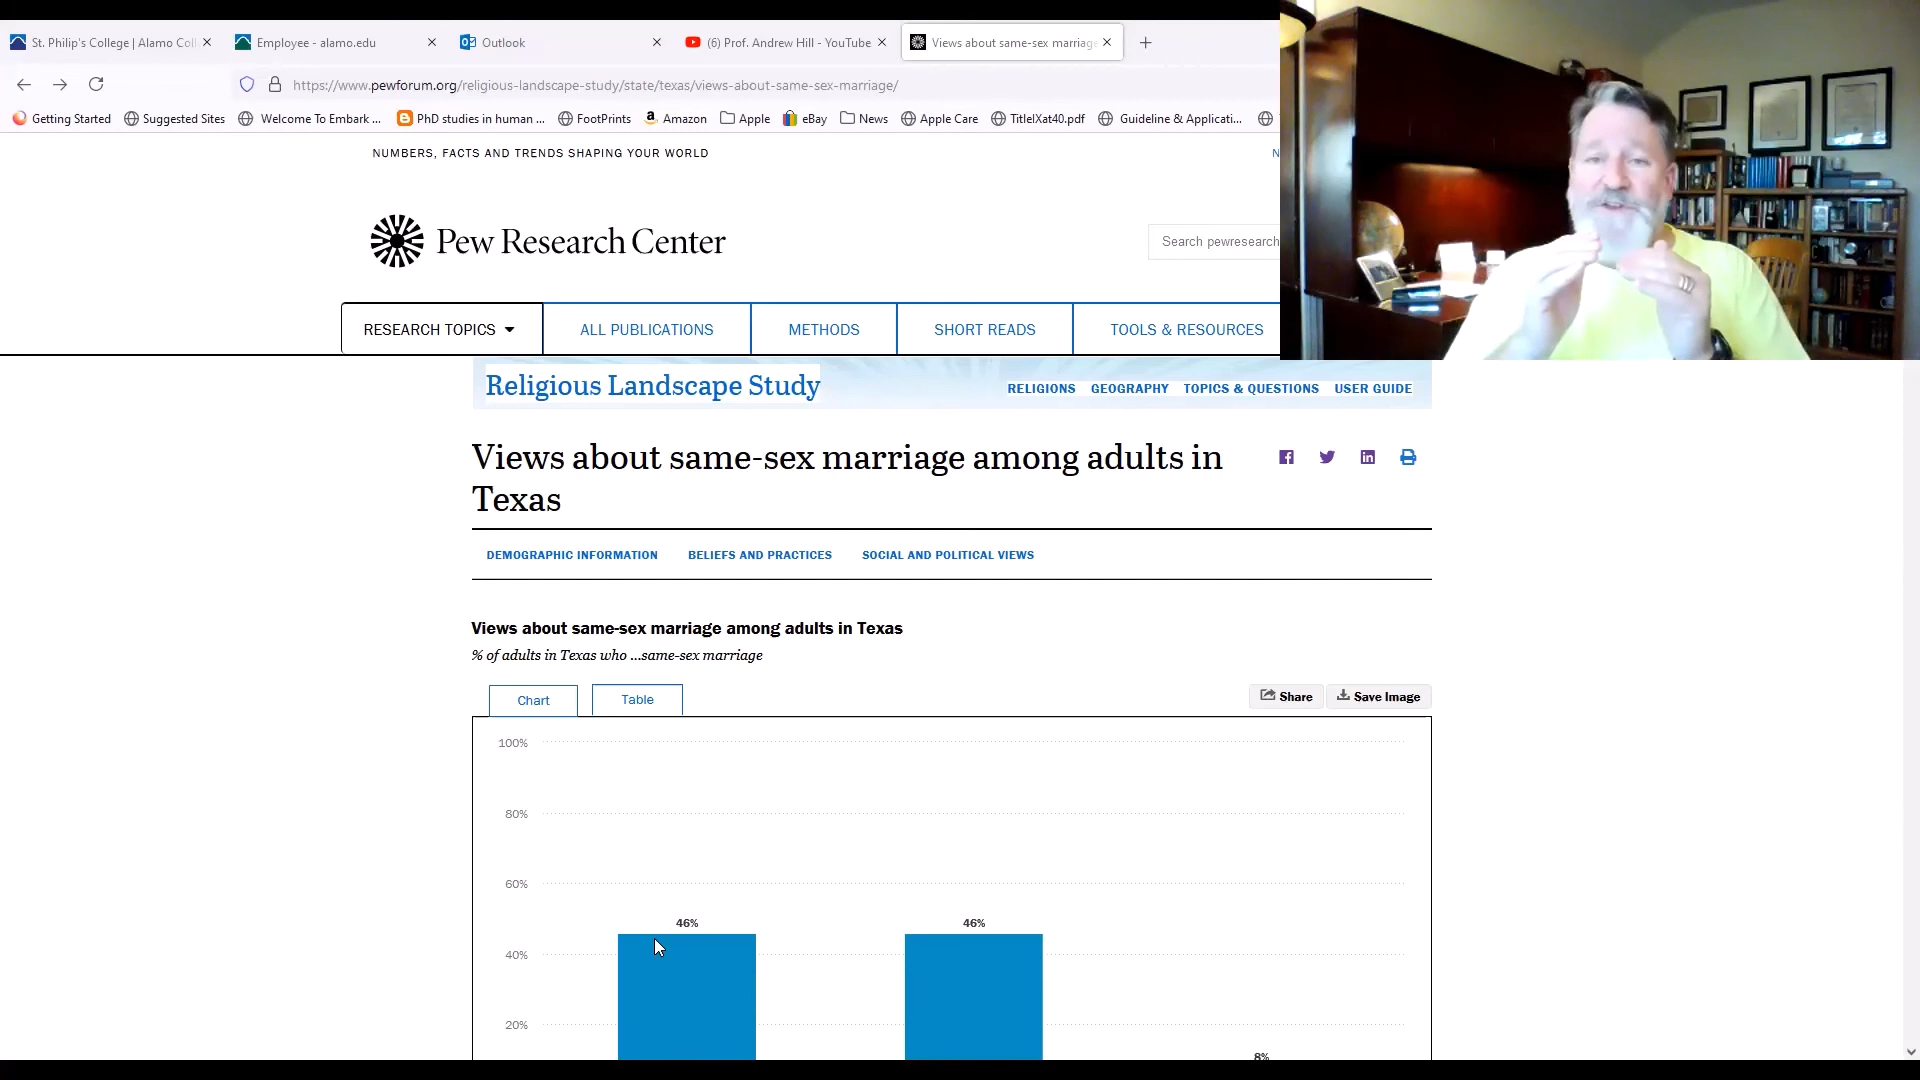 St. Philip's College | Alamo Coll
Employee - alamo.edu
Outlook
(6) Prof. Andrew Hill - YouTube
Views about same-sex marriage
https://www.pewforum.org/religious-landscape-study/state/texas/views-about-same-sex-marriage/
Getting Started
Suggested Sites
Welcome To Embark ...
PhD studies in human ...
FootPrints
Amazon
Apple
eBay
News
Apple Care
TitleIXat40.pdf
Guideline & Applicati...
NUMBERS, FACTS AND TRENDS SHAPING YOUR WORLD
N
Pew Research Center
Search pewresearch
RESEARCH TOPICS
ALL PUBLICATIONS
METHODS
SHORT READS
TOOLS & RESOURCES
Religious Landscape Study
RELIGIONS
GEOGRAPHY
TOPICS & QUESTIONS
USER GUIDE
Views about same-sex marriage among adults in
Texas
DEMOGRAPHIC INFORMATION
BELIEFS AND PRACTICES
SOCIAL AND POLITICAL VIEWS
Views about same-sex marriage among adults in Texas
% of adults in Texas who ...same-sex marriage
Chart
Table
Share
Save Image
100%
80%
60%
46%
46%
40%
20%
8%